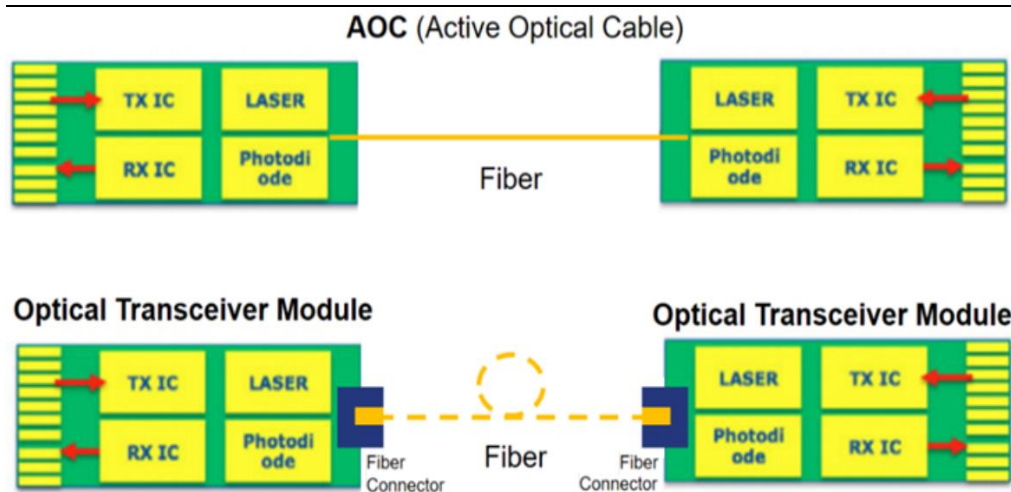 AOC (Active Optical Cable)
TX IC
LASER
LASER
TX IC
RX IC
Photodi
ode
Fiber
Photodi
ode
RX IC
Optical Transceiver Module
Optical Transceiver Module
TX IC
LASER
LASER
TX IC
RX IC
Photodi
ode
Fiber
Connector
Fiber
Fiber
Connector
Photodi
ode
RX IC